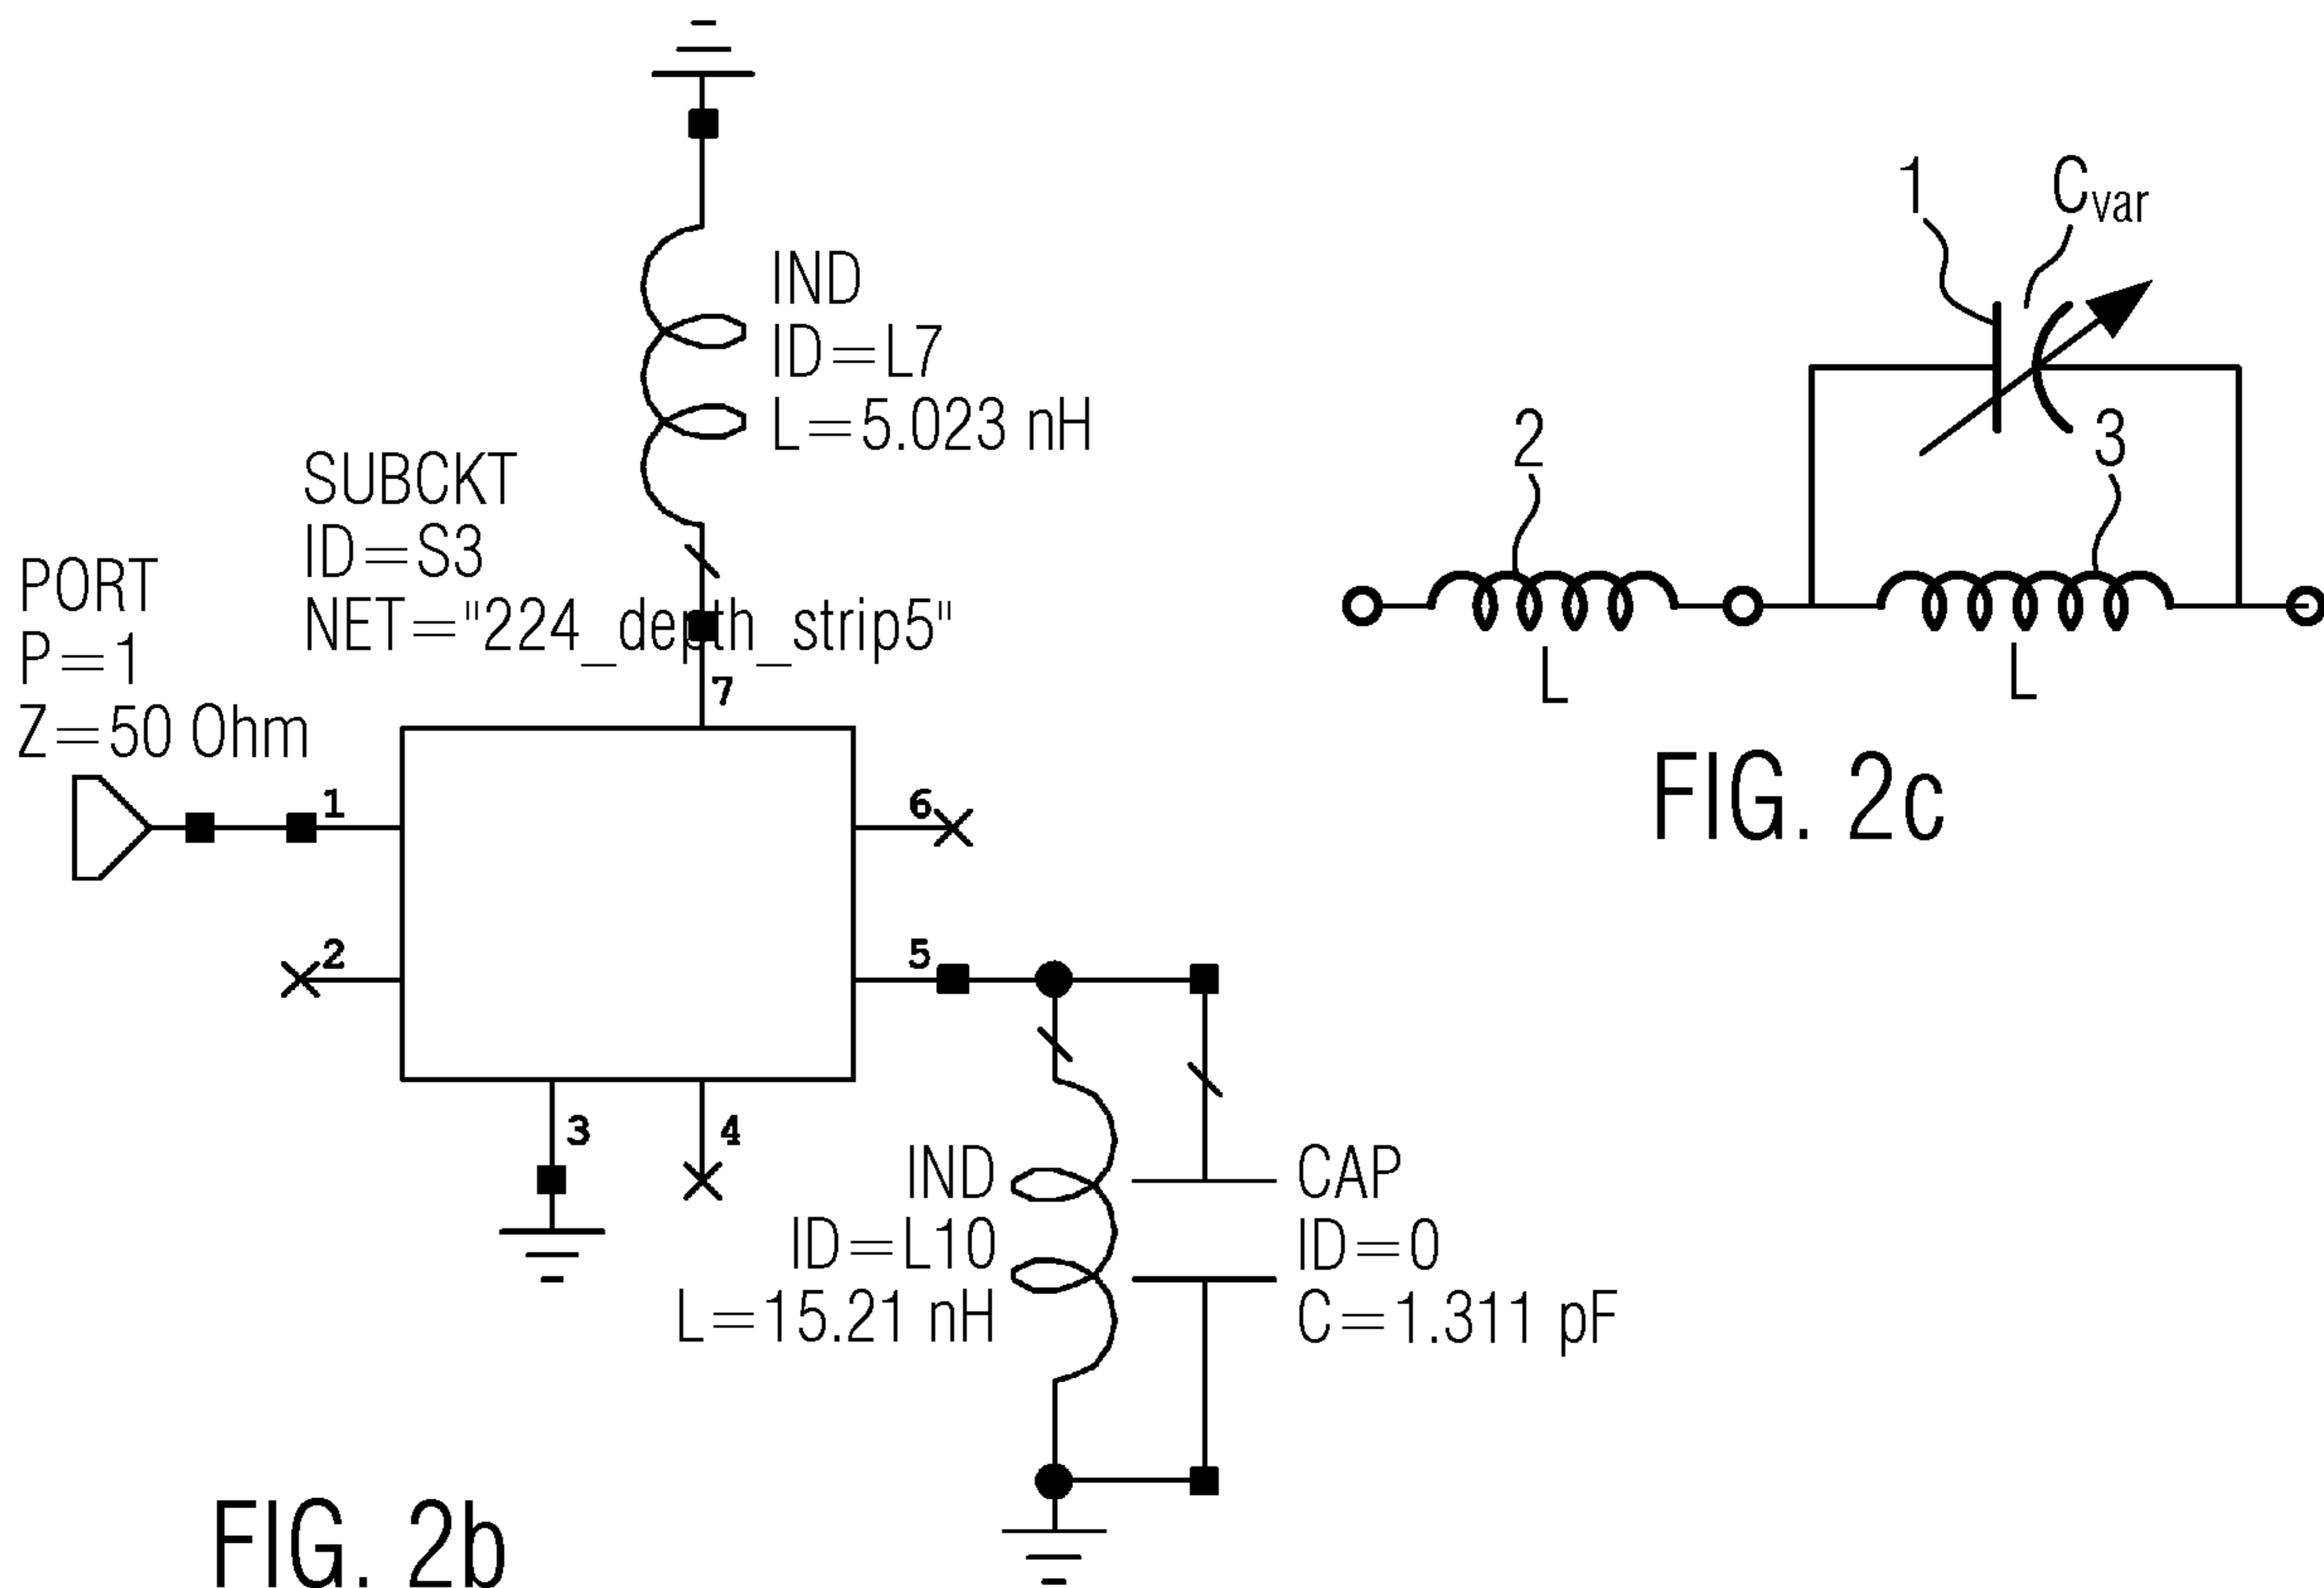 IND
ID=L7
L=5.023 nH
SUBCKT
ID=S3
NET="224_depth_strip5"
PORT
P=1
Z=50 Ohm
7
1
6
2
5
3
4
IND
ID=L10
L=15.21 nH
CAP
ID=0
C=1.311 pF
FIG. 2b
1
Cvar
2
3
L
L
FIG. 2c